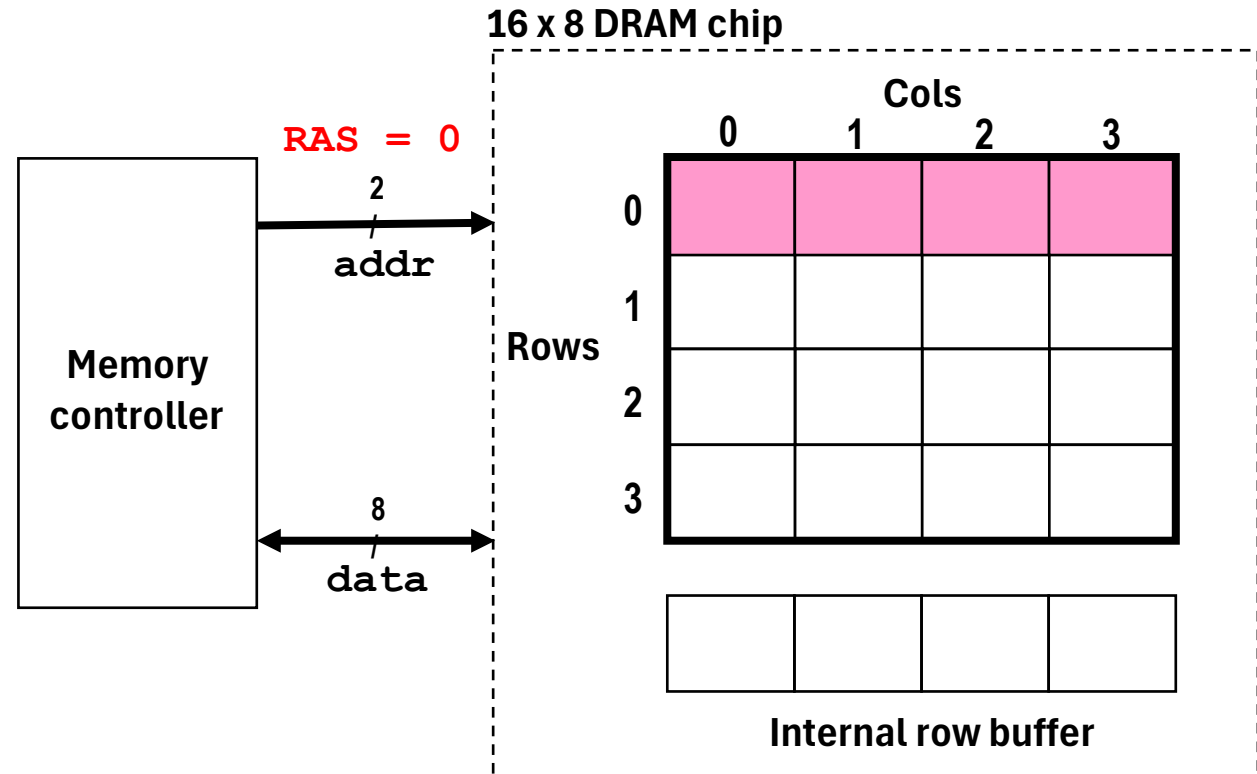 16 x 8 DRAM chip
Cols
RAS = 0
0 1 2 3
2
addr
0
1
Rows
2
3
Memory
controller
8
data
Internal row buffer